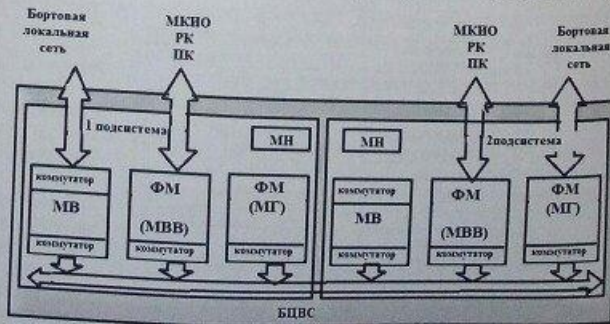 Бортовая
локальная
сеть
МКИО
РК
ПК
МКИО
РК
ПК
Бортовая
локальная
сеть
1 подсистема
МН
МН
2подсистема
коммутатор
МВ
коммутатор
ФМ
(МВВ)
коммутатор
ФМ
(МГ)
коммутатор
коммутатор
МВ
коммутатор
ФМ
(МВВ)
коммутатор
ФМ
(МГ)
коммутатор
БЦВС